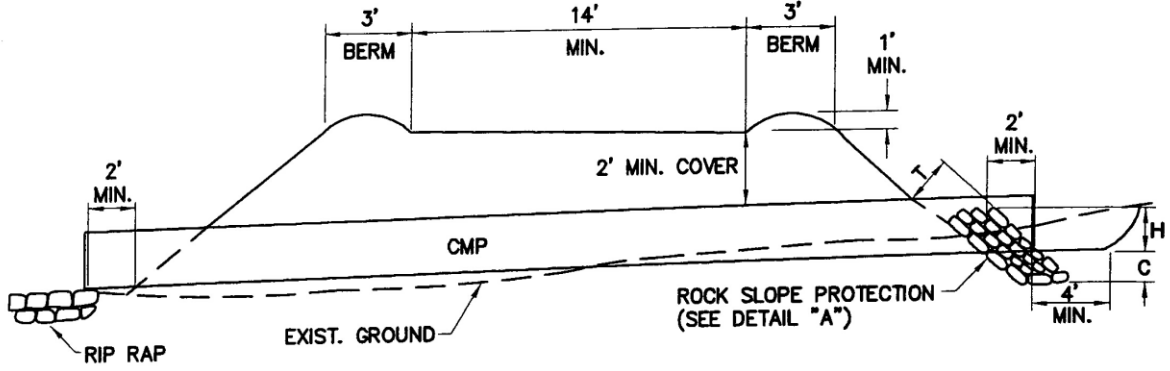 3'
14'
3'
BERM
MIN.
BERM
1'
MIN.
2'
MIN.
2'
MIN.
2' MIN. COVER
T
CMP
H
C
4'
MIN.
ROCK SLOPE PROTECTION
(SEE DETAIL "A")
EXIST. GROUND
RIP RAP